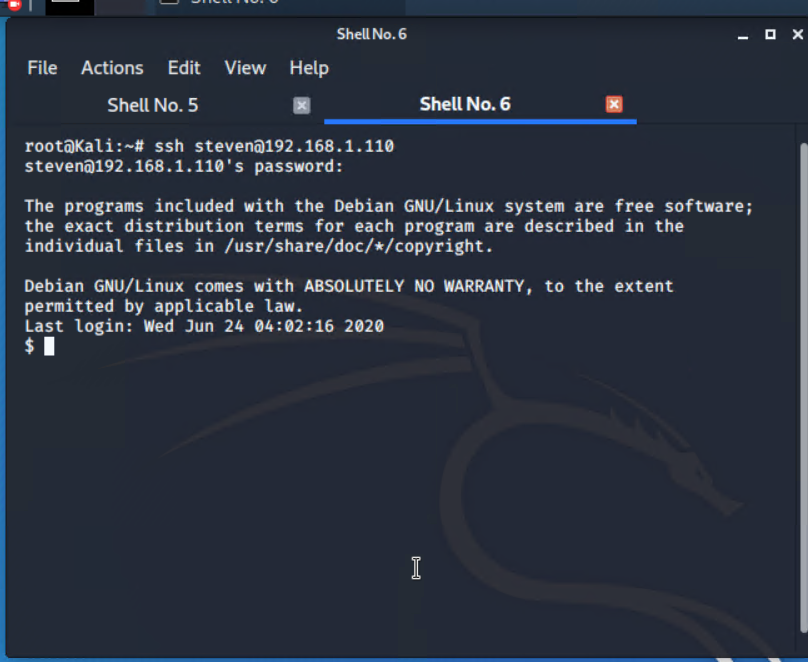 Shell No. 6
Shell No. 6
File Actions Edit View Help
Shell No. 5 Shell No. 6
root@Kali:~# ssh steven@192.168.1.110
steven@192.168.1.110's password:
The programs included with the Debian GNU/Linux system are free software;
the exact distribution terms for each program are described in the
individual files in /usr/share/doc/*/copyright.
Debian GNU/Linux comes with ABSOLUTELY NO WARRANTY, to the extent
permitted by applicable law.
Last login: Wed Jun 24 04:02:16 2020
$